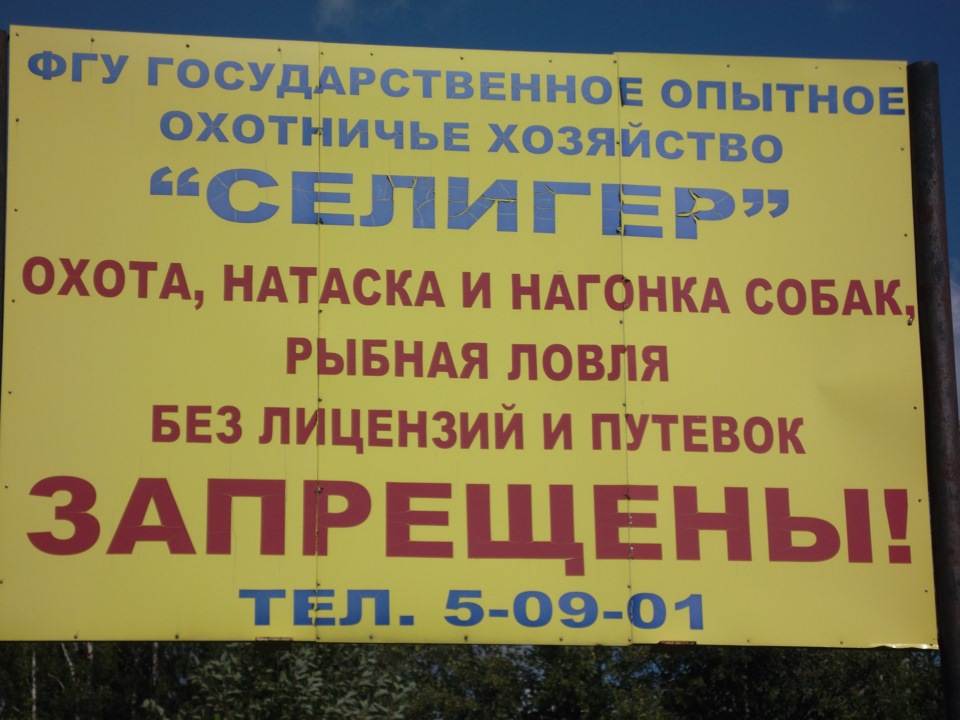 ФГУ ГОСУДАРСТВЕННОЕ ОПЫТНОЕ
ОХОТНИЧЬЕ ХОЗЯЙСТВО
“СЕЛИГЕР”
ОХОТА, НАТАСКА И НАГОНКА СОБАК,
РЫБНАЯ ЛОВЛЯ
БЕЗ ЛИЦЕНЗИЙ И ПУТЕВОК
ЗАПРЕЩЕНЫ!
ТЕЛ. 5-09-01